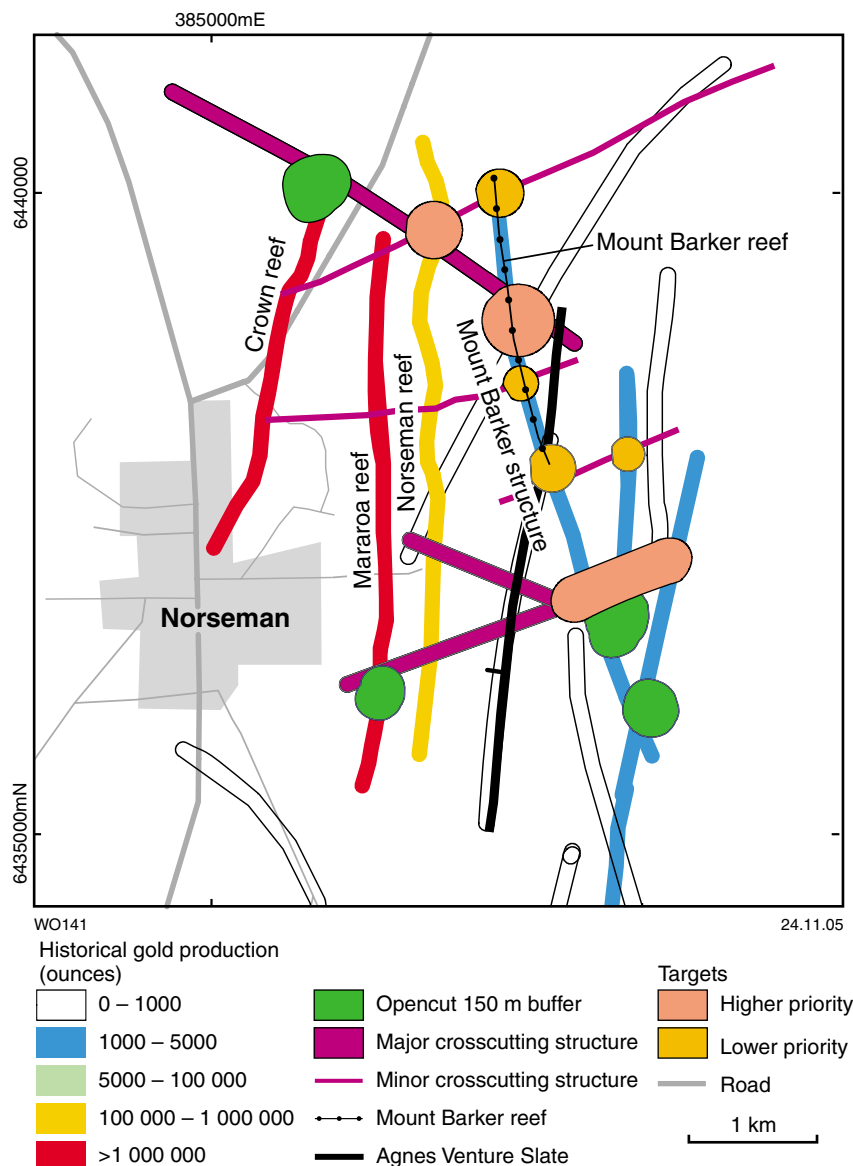 385000mE
6440000
Crown reef
Mount Barker reef
Mount Barker structure
Norseman reef
Mararoa reef
Norseman
6435000mN
WO141
24.11.05
Historical gold production
(ounces)
0 – 1000
1000 – 5000
5000 – 100 000
100 000 – 1 000 000
>1 000 000
Opencut 150 m buffer
Major crosscutting structure
Minor crosscutting structure
Mount Barker reef
Agnes Venture Slate
Targets
Higher priority
Lower priority
Road
1 km